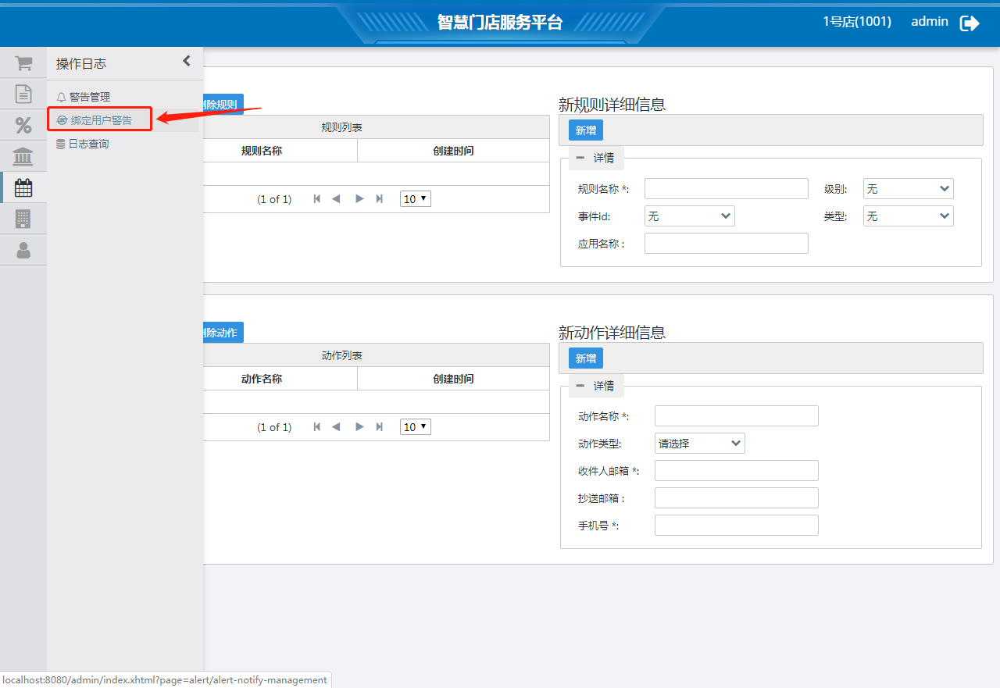 智慧门店服务平台
1号店(1001) admin
操作日志
警告管理
绑定用户警告
日志查询
除规则
规则列表
规则名称 创建时间
(1 of 1) 10
新规则详细信息
新增
详情
规则名称 *: 级别: 无
事件id: 无 类型: 无
应用名称 :
除动作
动作列表
动作名称 创建时间
(1 of 1) 10
新动作详细信息
新增
详情
动作名称 *:
动作类型: 请选择
收件人邮箱 *:
抄送邮箱 :
手机号 *:
localhost:8080/admin/index.xhtml?page=alert/alert-notify-management